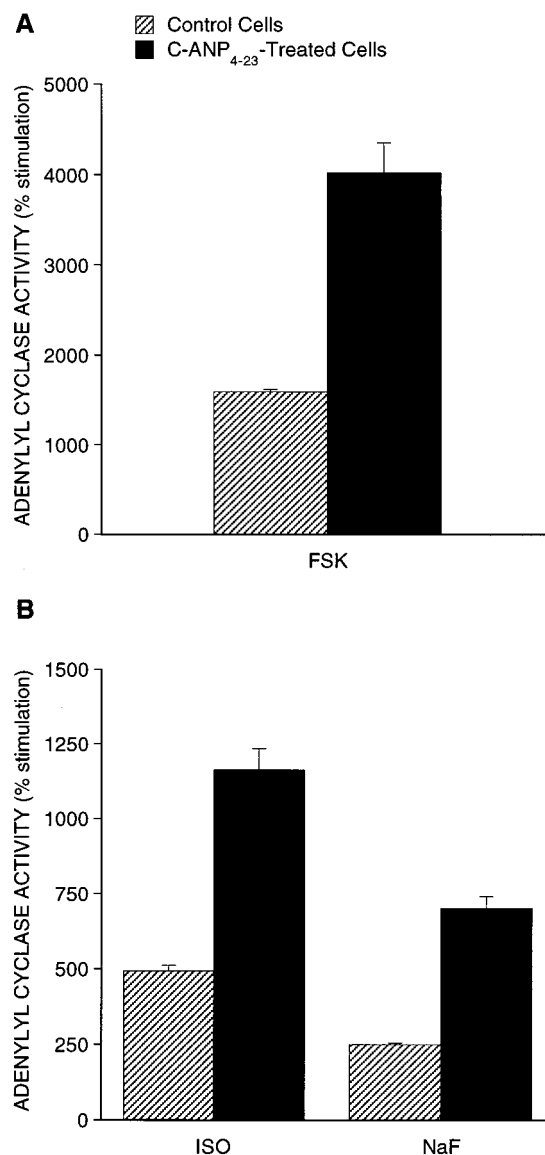 A
Control Cells
C-ANP4-23-Treated Cells
ADENYLYL CYCLASE ACTIVITY (% stimulation)
5000
4000
3000
2000
1000
0
FSK
B
ADENYLYL CYCLASE ACTIVITY (% stimulation)
1500
1250
1000
750
500
250
0
ISO
NaF